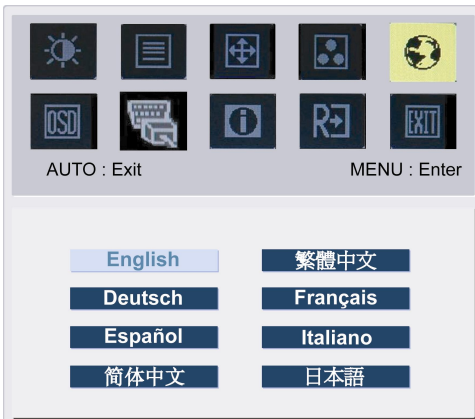 OSD
i
R
EXIT
AUTO : Exit MENU : Enter
English 繁體中文
Deutsch Français
Español Italiano
简体中文 日本語